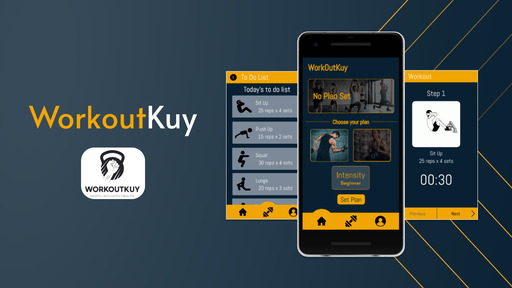 WorkoutKuy
WORKOUTKUY
To Do List
Today's to do list
Sit Up
25 reps x 4 sets
Push Up
15 reps x 2 sets
Squat
30 reps x 4 sets
Lunge
20 reps x 3 sets
WorkOutKuy
No Plan Set
Choose your plan
Intensity
Beginner
Set Plan
Workout
Step 1
Sit Up
25 reps x 4 sets
00:30
Previous
Next